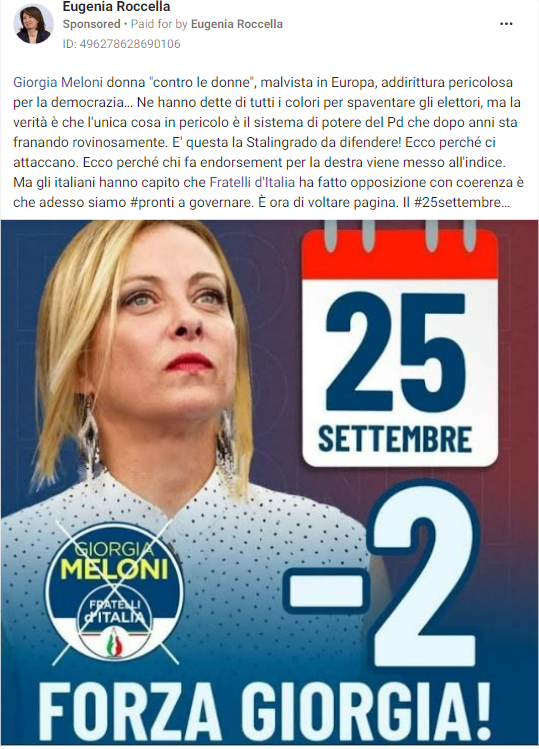 Eugenia Roccella
Sponsored • Paid for by Eugenia Roccella
ID: 496278628690106
Giorgia Meloni donna "contro le donne", malvista in Europa, addirittura pericolosa
per la democrazia... Ne hanno dette di tutti i colori per spaventare gli elettori, ma la
verità è che l'unica cosa in pericolo è il sistema di potere del Pd che dopo anni sta
franando rovinosamente. E' questa la Stalingrado da difendere! Ecco perché ci
attaccano. Ecco perché chi fa endorsement per la destra viene messo all'indice.
Ma gli italiani hanno capito che Fratelli d'Italia ha fatto opposizione con coerenza è
che adesso siamo #pronti a governare. È ora di voltare pagina. Il #25settembre...
25
SETTEMBRE
-2
GIORGIA
MELONI
FRATELLI
d'ITALIA
FORZA GIORGIA!